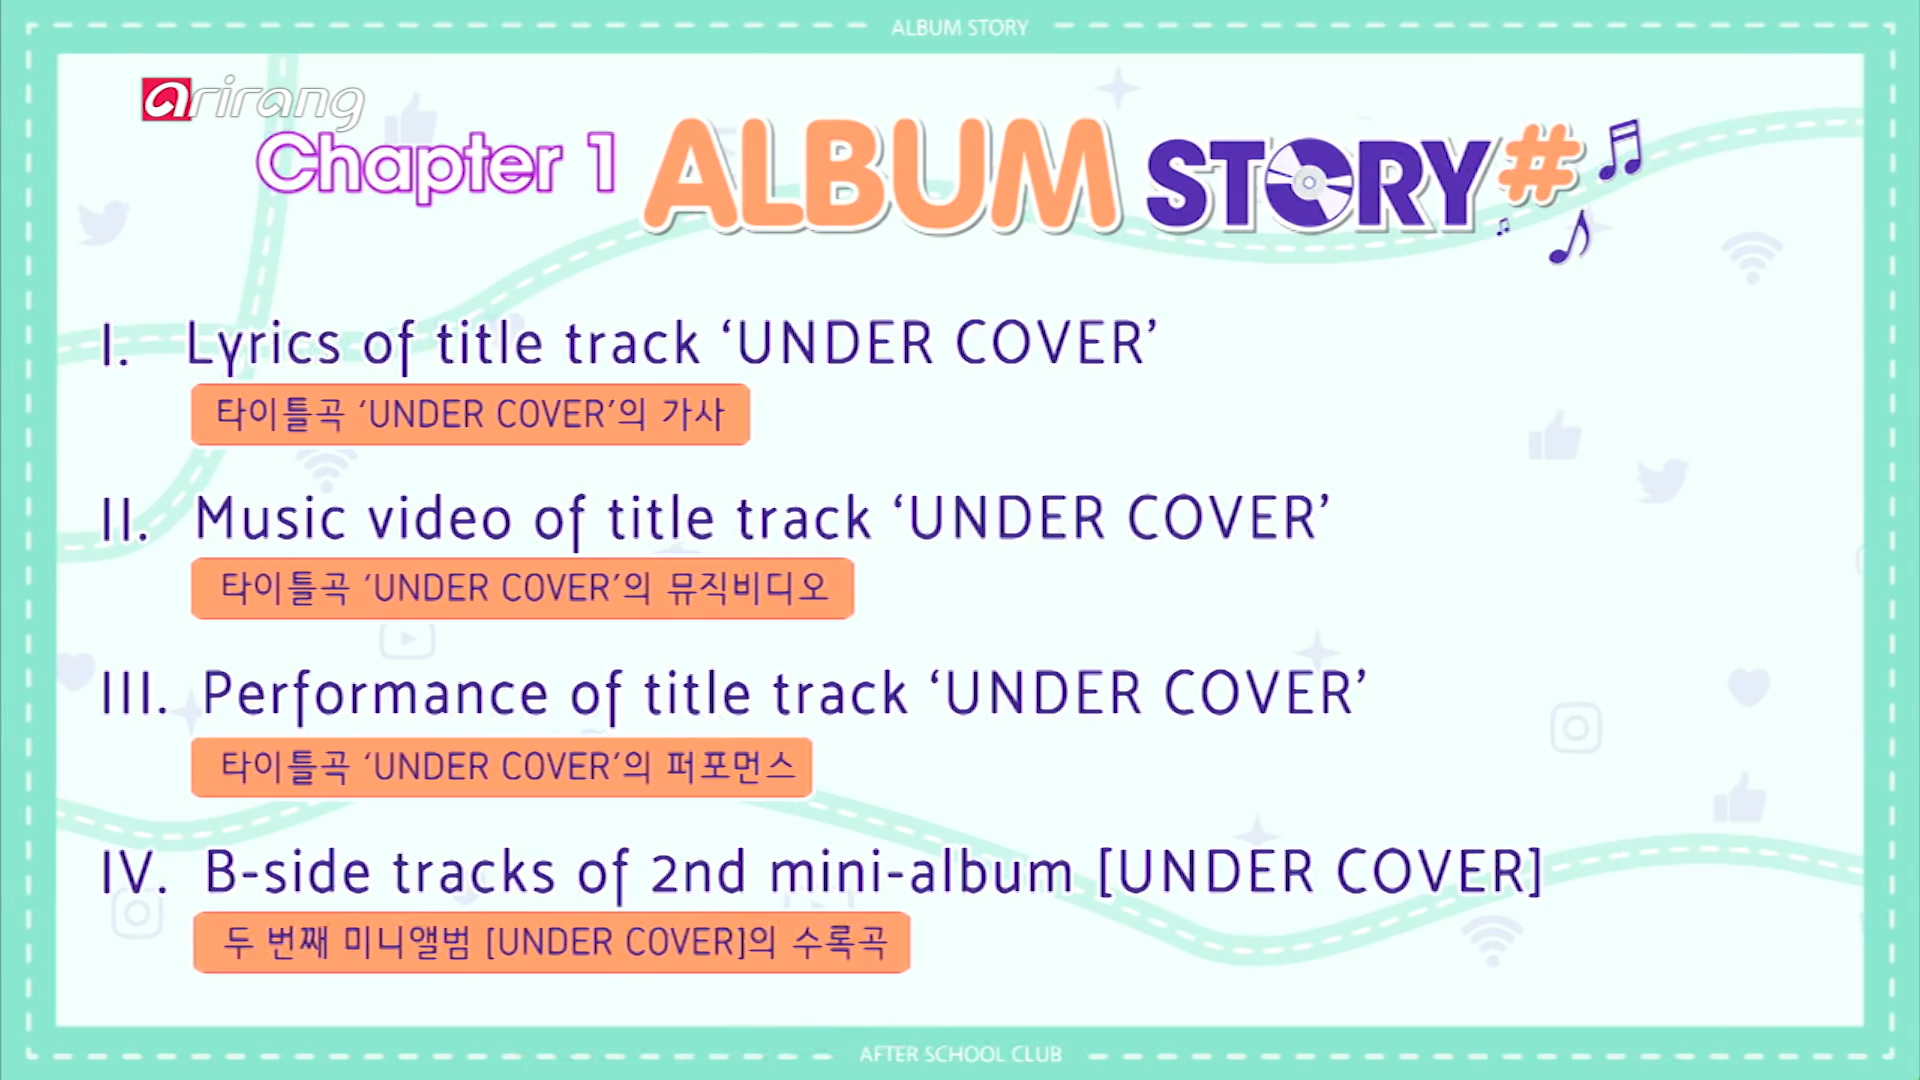 ALBUM STORY
arirang
Chapter 1 ALBUM STORY#
I. Lyrics of title track ‘UNDER COVER’
타이틀곡 ‘UNDER COVER’의 가사
II. Music video of title track ‘UNDER COVER’
타이틀곡 ‘UNDER COVER’의 뮤직비디오
III. Performance of title track ‘UNDER COVER’
타이틀곡 ‘UNDER COVER’의 퍼포먼스
IV. B-side tracks of 2nd mini-album [UNDER COVER]
두 번째 미니앨범 [UNDER COVER]의 수록곡
AFTER SCHOOL CLUB